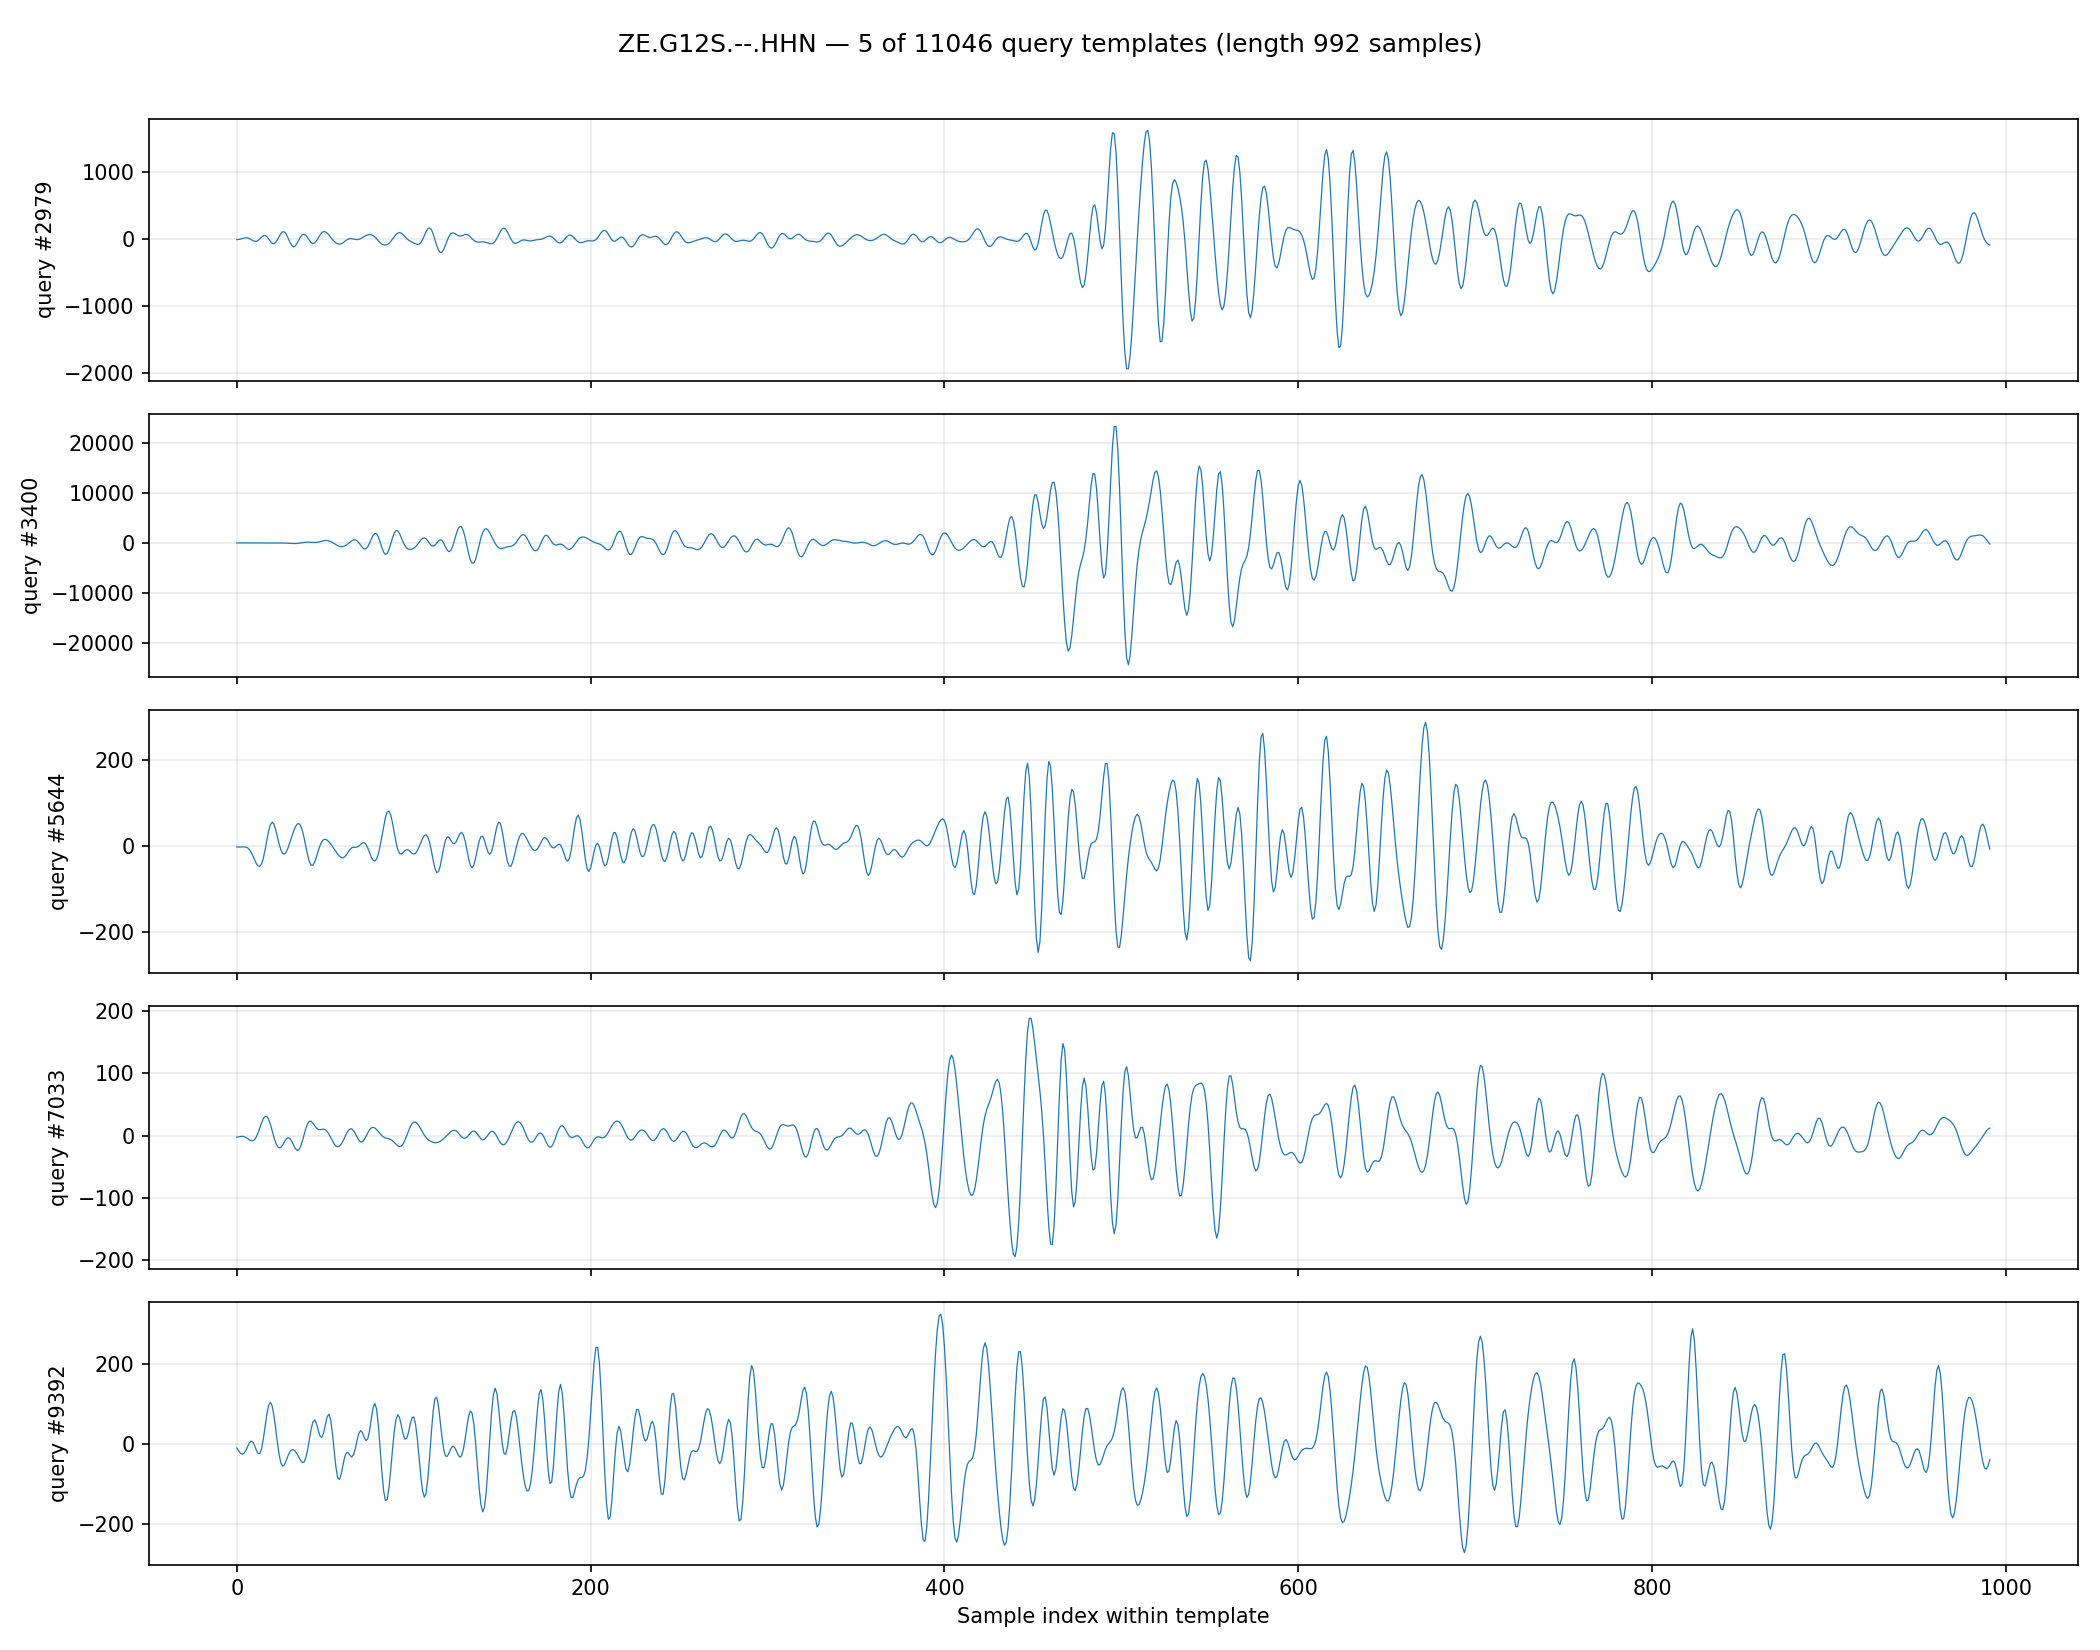 ZE.G12S.--.HHN — 5 of 11046 query templates (length 992 samples)
query #2979
1000
0
−1000
−2000
query #3400
20000
10000
0
−10000
−20000
query #5644
200
0
−200
query #7033
200
100
0
−100
−200
query #9392
200
0
−200
0 200 400 600 800 1000
Sample index within template